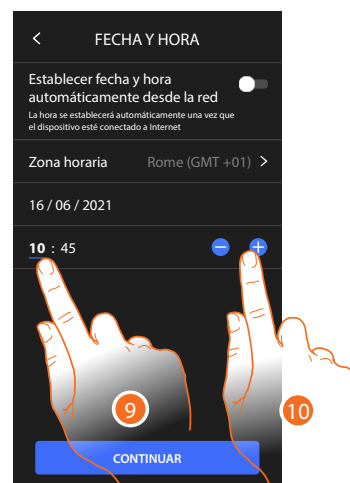 FECHA Y HORA
Establecer fecha y hora
automáticamente desde la red
La hora se establecerá automáticamente una vez que
el dispositivo esté conectado a Internet
Zona horaria Rome (GMT +01) >
16 / 06 / 2021
10 : 45
9
10
CONTINUAR